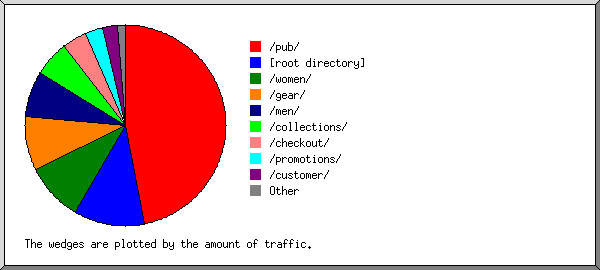 /pub/
[root directory]
/women/
/gear/
/men/
/collections/
/checkout/
/promotions/
/customer/
Other
The wedges are plotted by the amount of traffic.